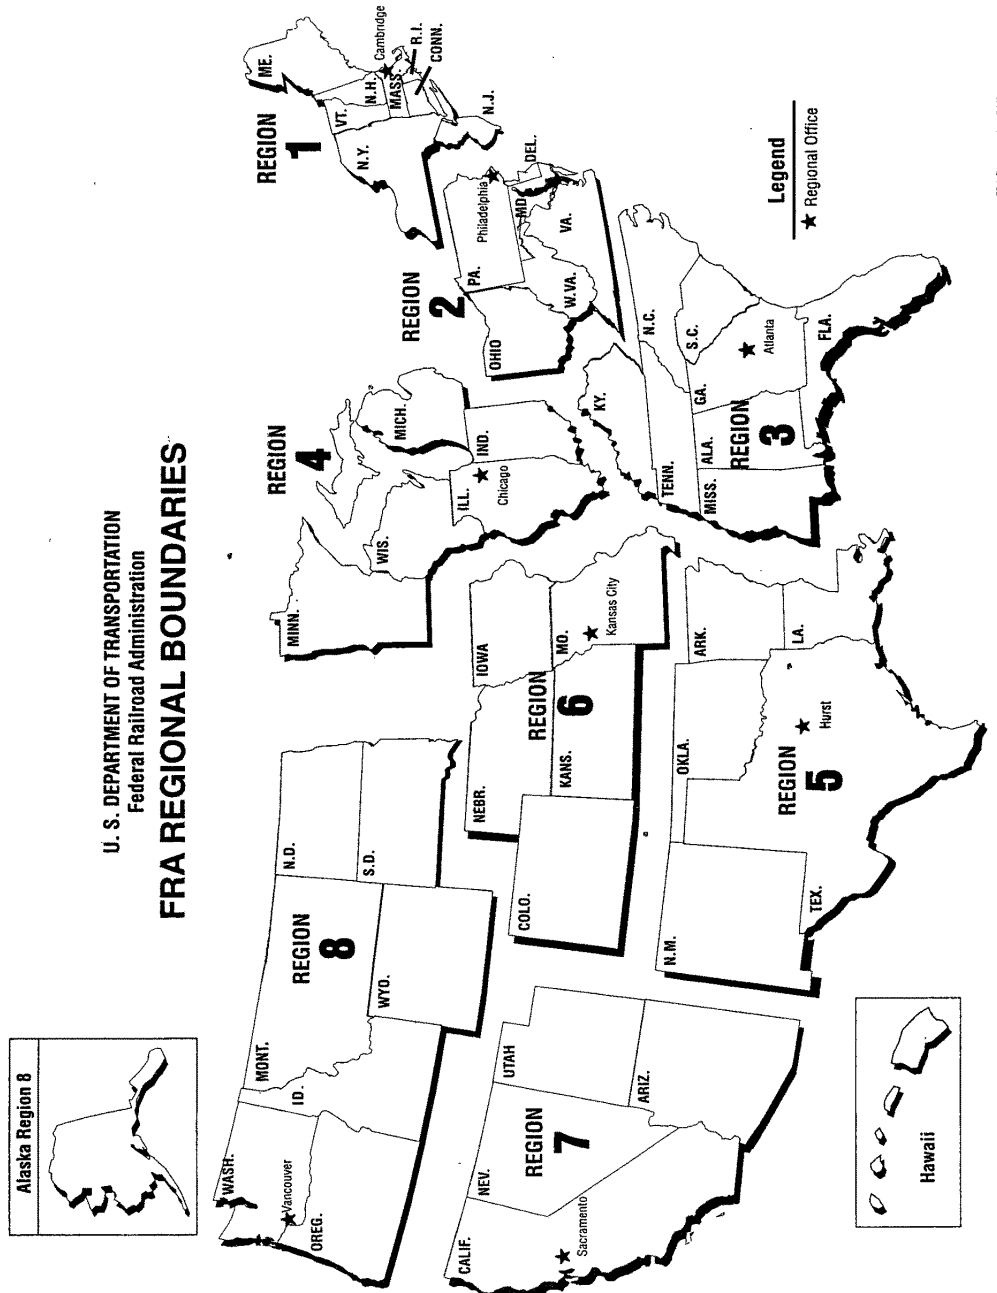 U. S. DEPARTMENT OF TRANSPORTATION
Federal Railroad Administration
FRA REGIONAL BOUNDARIES
Alaska Region 8
WASH.
Vancouver
OREG.
MONT.
ID.
REGION
8
WYO.
N.D.
S.D.
CALIF.
Sacramento
NEV.
REGION
7
UTAH
ARIZ.
Hawaii
COLO.
NEBR.
REGION
6
KANS.
IOWA
MO.
Kansas City
N.M.
TEX.
REGION
5
OKLA.
Hurst
ARK.
LA.
MINN.
WIS.
REGION
4
MICH.
ILL.
Chicago
IND.
KY.
TENN.
MISS.
ALA.
REGION
3
GA.
Atlanta
FLA.
S.C.
N.C.
REGION
2
OHIO
PA.
Philadelphia
W.VA.
VA.
MD.
DEL.
REGION
1
N.Y.
VT.
N.H.
ME.
MASS.
Cambridge
R.I.
CONN.
N.J.
Legend
★ Regional Office